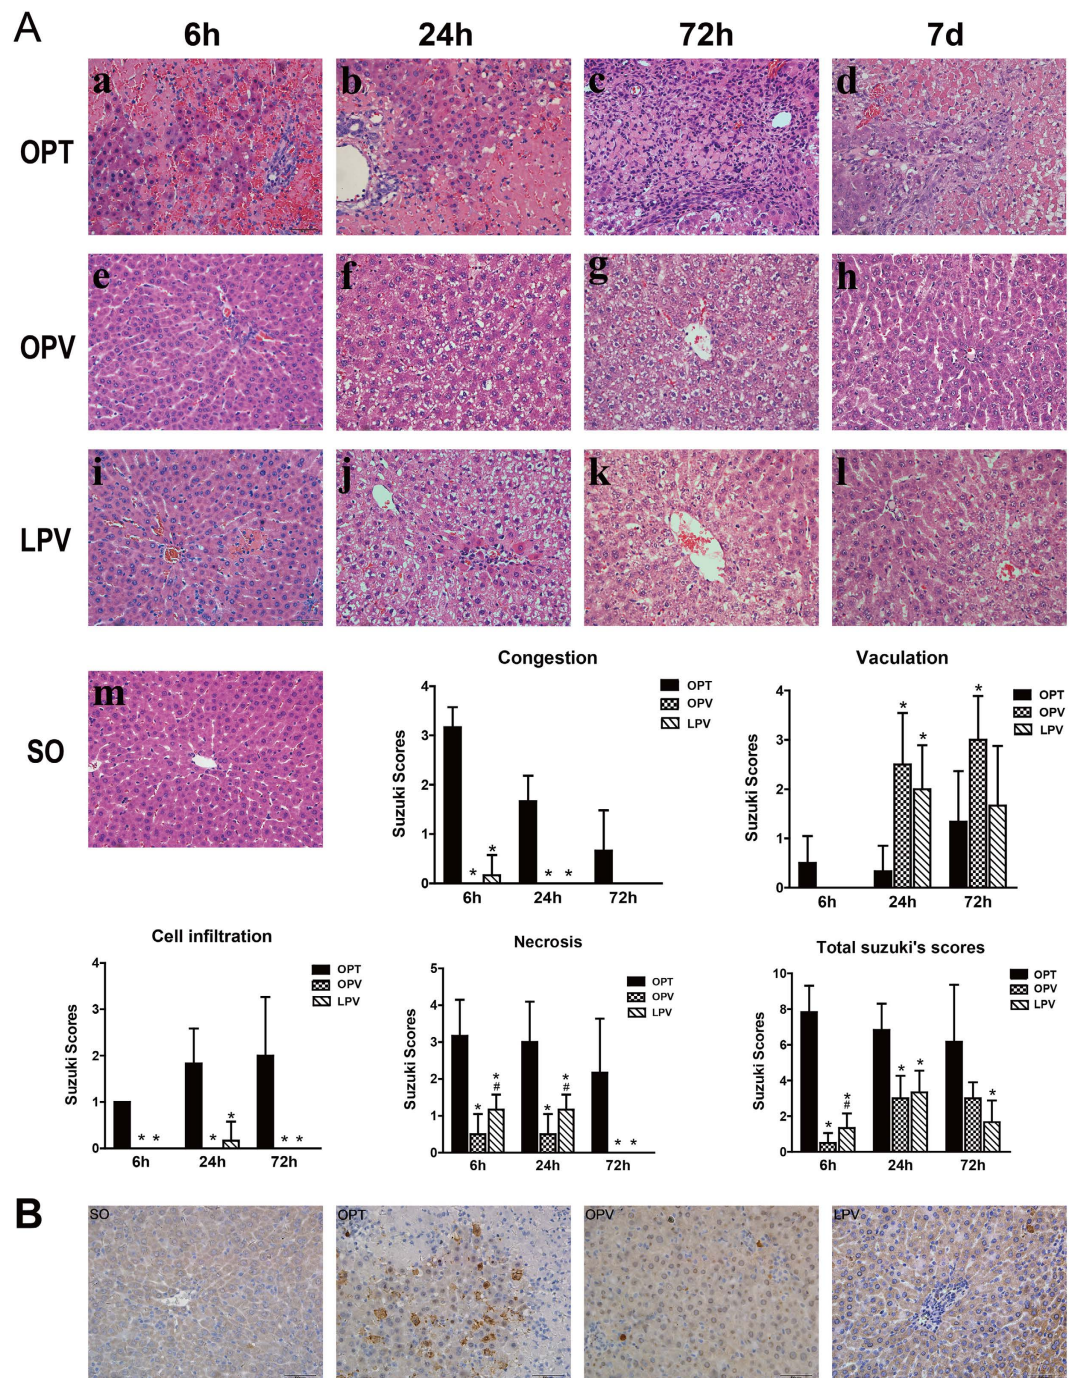 A
6h 24h 72h 7d
OPT
a b c d
OPV
e f g h
LPV
i j k l
SO
m
Congestion
Suzuki Scores
4
3
2
1
0
* * * *
6h 24h 72h
OPT
OPV
LPV
Vaculation
Suzuki Scores
4
3
2
1
0
* * *
6h 24h 72h
OPT
OPV
LPV
Cell infiltration
Suzuki Scores
4
3
2
1
0
* * * * * *
6h 24h 72h
OPT
OPV
LPV
Necrosis
Suzuki Scores
5
4
3
2
1
0
* * # * * # * *
6h 24h 72h
OPT
OPV
LPV
Total suzuki's scores
Suzuki Scores
10
8
6
4
2
0
* * # * * *
6h 24h 72h
OPT
OPV
LPV
B
SO OPT OPV LPV